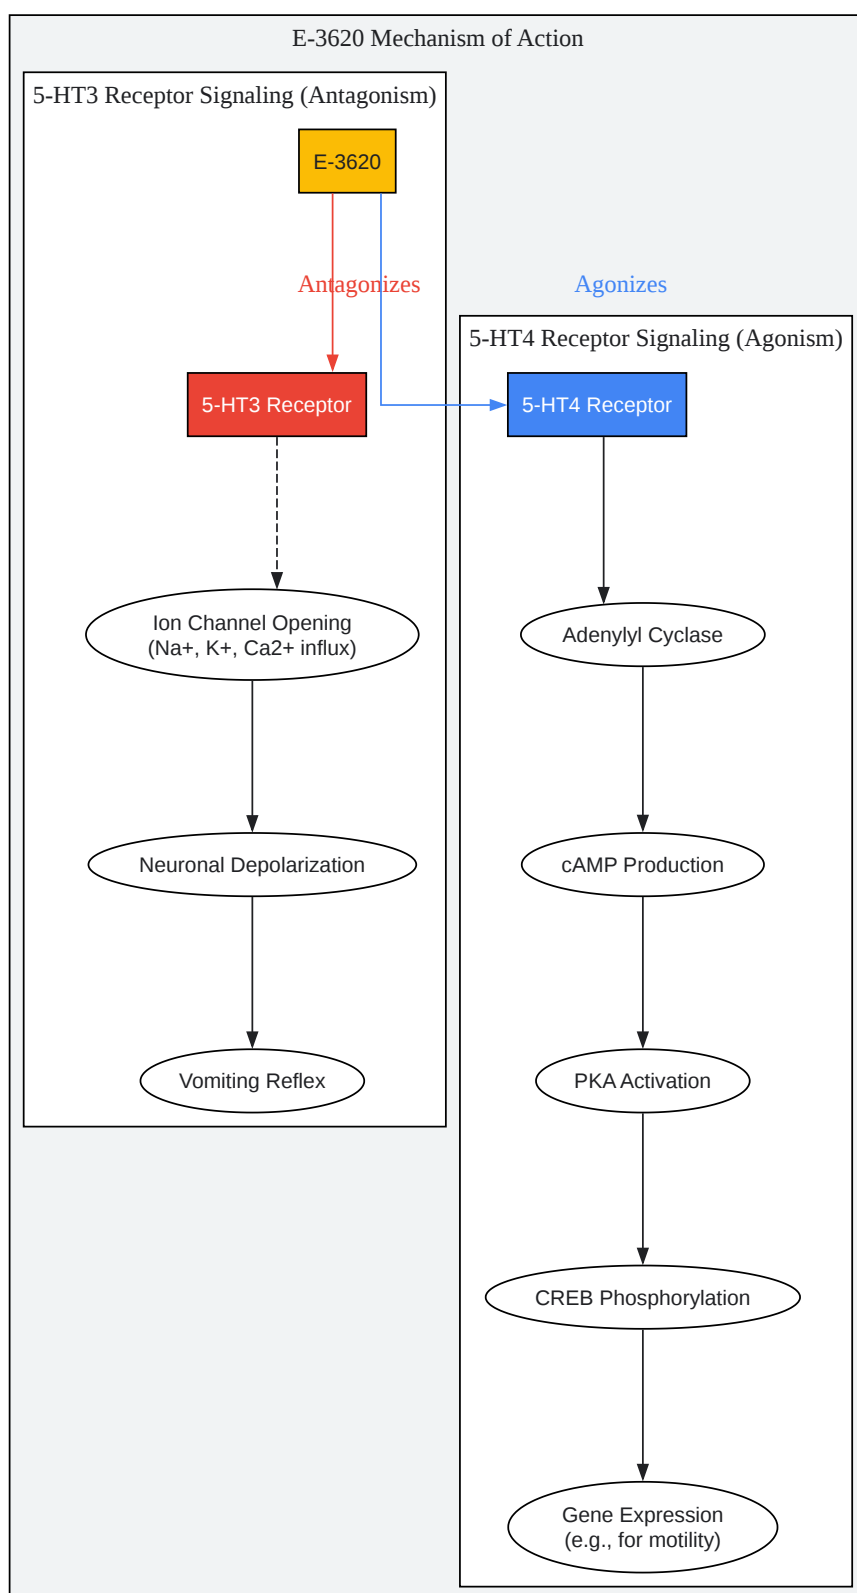 E-3620 Mechanism of Action
5-HT3 Receptor Signaling (Antagonism)
E-3620
Antagonizes
Agonizes
5-HT4 Receptor Signaling (Agonism)
5-HT3 Receptor
5-HT4 Receptor
Ion Channel Opening
(Na+, K+, Ca2+ influx)
Adenylyl Cyclase
Neuronal Depolarization
cAMP Production
Vomiting Reflex
PKA Activation
CREB Phosphorylation
Gene Expression
(e.g., for motility)